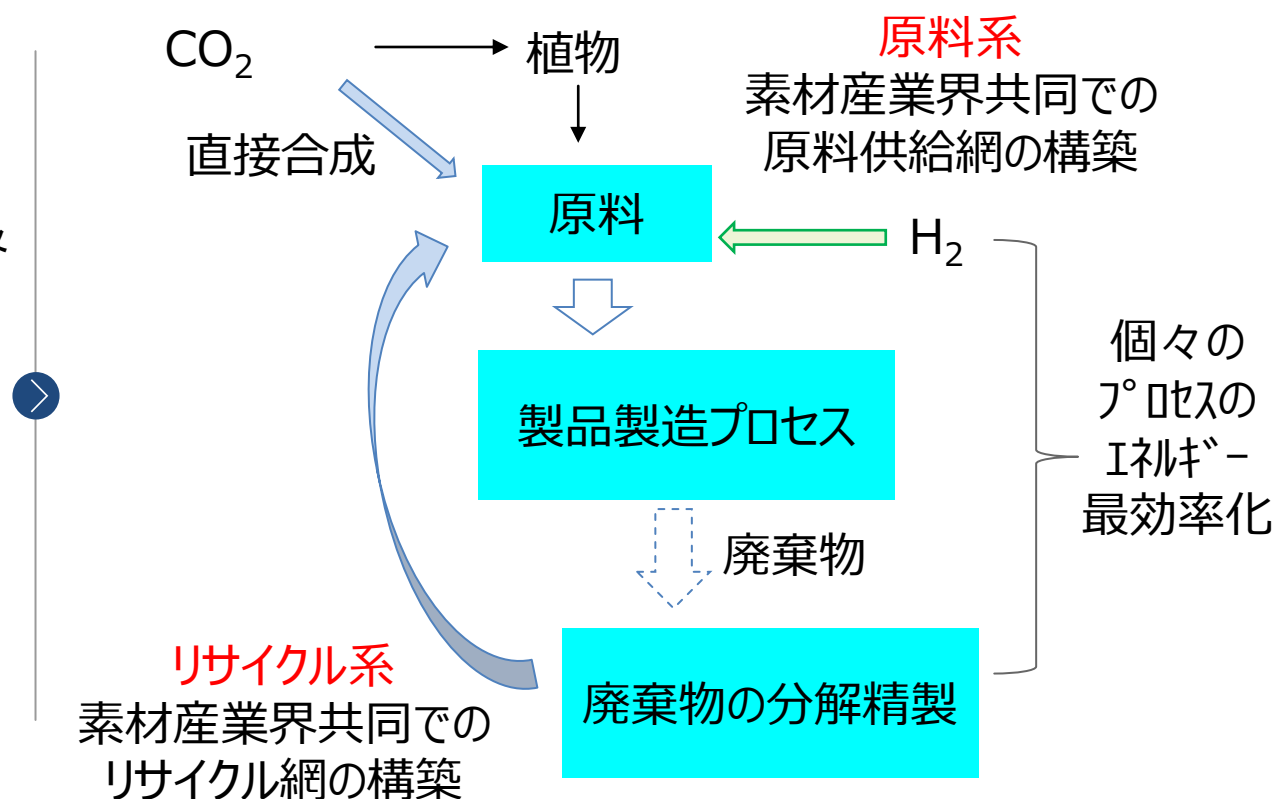 CO₂
植物
原料系
素材産業界共同での
原料供給網の構築
直接合成
原料
H₂
個々の
ﾌﾟﾛｾｽの
ｴﾈﾙｷﾞｰ
最効率化
製品製造プロセス
廃棄物
廃棄物の分解精製
リサイクル系
素材産業界共同での
リサイクル網の構築